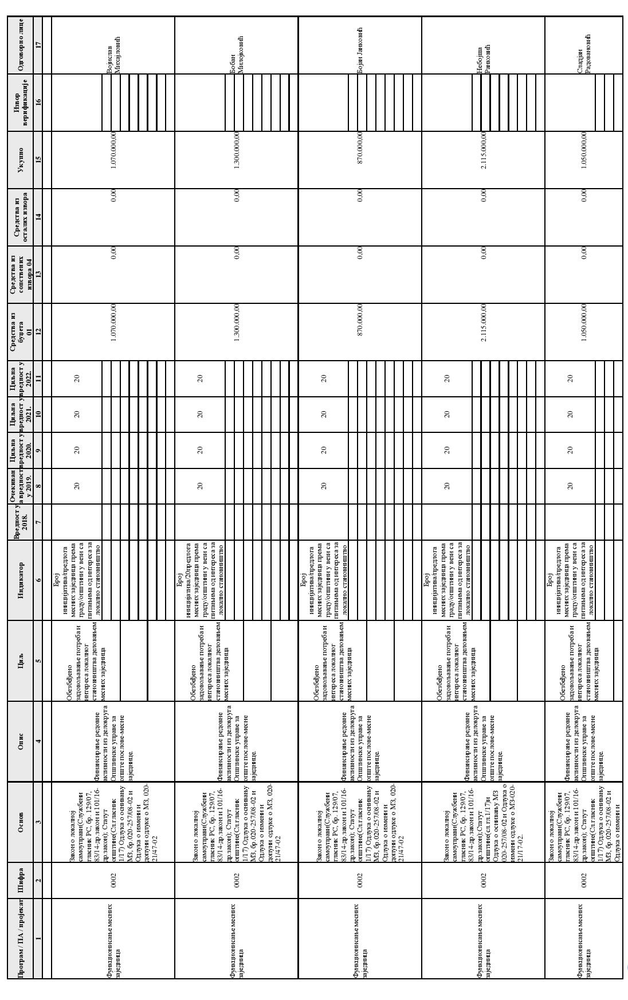 Програм / ПА / пројекат
Шифра
Основ
Опис
Циљ
Индикатор
Вредност у
2018.
Очекиван
а вредност
у 2019.
Циљна
вредност у
2020.
Циљна
вредност у
2021.
Циљна
вредност у
2022.
Средства из
буџета
01
Средства из
сопствених
извора 04
Средства из
осталих извора
Укупно
Извор
верификације
Одговорно лице
1
2
3
4
5
6
7
8
9
10
11
12
13
14
15
16
17
Функционисање месних
заједница
0002
Закон о локалној
самоуправи(Службени
гласник РС, бр. 129/07,
83/14-др.закон и 101/16-
др.закон); Статут
општине(Сл.гласник
1/17) Одлука о оснивању
МЗ, бр.020-257/08-02 и
Одлука о измени и
допуни одлуке о МЗ, 020-
21/47-02
Финансирање редовне
активности из делокруга
Општинске управе за
опште послове-месне
заједнице.
Обезбеђено
задовољавање потреба и
интереса локалног
становништва деловањем
месних заједница
Број
иницијатива/предлога
месних заједница према
граду/општини у вези са
питањима од интереса за
локално становништво
20
20
20
20
1.070.000,00
0,00
0,00
1.070.000,00
Војислав
Михајловић
Функционисање месних
заједница
0002
Закон о локалној
самоуправи(Службени
гласник РС, бр. 129/07,
83/14-др.закон и 101/16-
др.закон); Статут
општине(Сл.гласник
1/17) Одлука о оснивању
МЗ, бр.020-257/08-02 и
Одлука о измени и
допуни одлуке о МЗ, 020-
21/47-02
Финансирање редовне
активности из делокруга
Општинске управе за
опште послове-месне
заједнице.
Обезбеђено
задовољавање потреба и
интереса локалног
становништва деловањем
месних заједница
Број
иницијатива/20предлога
месних заједница према
граду/општини у вези са
питањима од интереса за
локално становништво
20
20
20
20
1.300.000,00
0,00
0,00
1.300.000,00
Бобан
Милојковић
Функционисање месних
заједница
0002
Закон о локалној
самоуправи(Службени
гласник РС, бр. 129/07,
83/14-др.закон и 101/16-
др.закон); Статут
општине(Сл.гласник
1/17) Одлука о оснивању
МЗ, бр.020-257/08-02 и
Одлука о измени и
допуни одлуке о МЗ, 020-
21/47-02
Финансирање редовне
активности из делокруга
Општинске управе за
опште послове-месне
заједнице.
Обезбеђено
задовољавање потреба и
интереса локалног
становништва деловањем
месних заједница
Број
иницијатива/предлога
месних заједница према
граду/општини у вези са
питањима од интереса за
локално становништво
20
20
20
20
870.000,00
0,00
0,00
870.000,00
Бојан Јанковић
Функционисање месних
заједница
0002
Закон о локалној
самоуправи(Службени
гласник РС, бр. 129/07,
83/14-др.закон и 101/16-
др.закон);Статут
општине(сл.гл.1/17)и
Одлука о оснивању МЗ
020-257/08-02 и Одлука о
измени одлуке о МЗ-020-
21/17-02.
Финансирање редовне
активности из делокруга
Општинске управе за
опште послове-месне
заједнице.
Обезбеђено
задовољавање потреба и
интереса локалног
становништва деловањем
месних заједница
Број
иницијатива/предлога
месних заједница према
граду/општини у вези са
питањима од интереса за
локално становништво
20
20
20
20
2.115.000,00
0,00
0,00
2.115.000,00
Небојша
Ранковић
Функционисање месних
заједница
0002
Закон о локалној
самоуправи(Службени
гласник РС, бр. 129/07,
83/14-др.закон и 101/16-
др.закон); Статут
општине(Сл.гласник
1/17) Одлука о оснивању
МЗ, бр.020-257/08-02 и
Одлука о измени и
Финансирање редовне
активности из делокруга
Општинске управе за
опште послове-месне
заједнице.
Обезбеђено
задовољавање потреба и
интереса локалног
становништва деловањем
месних заједница
Број
иницијатива/предлога
месних заједница према
граду/општини у вези са
питањима од интереса за
локално становништво
20
20
20
20
1.050.000,00
0,00
0,00
1.050.000,00
Сладјан
Радовановић